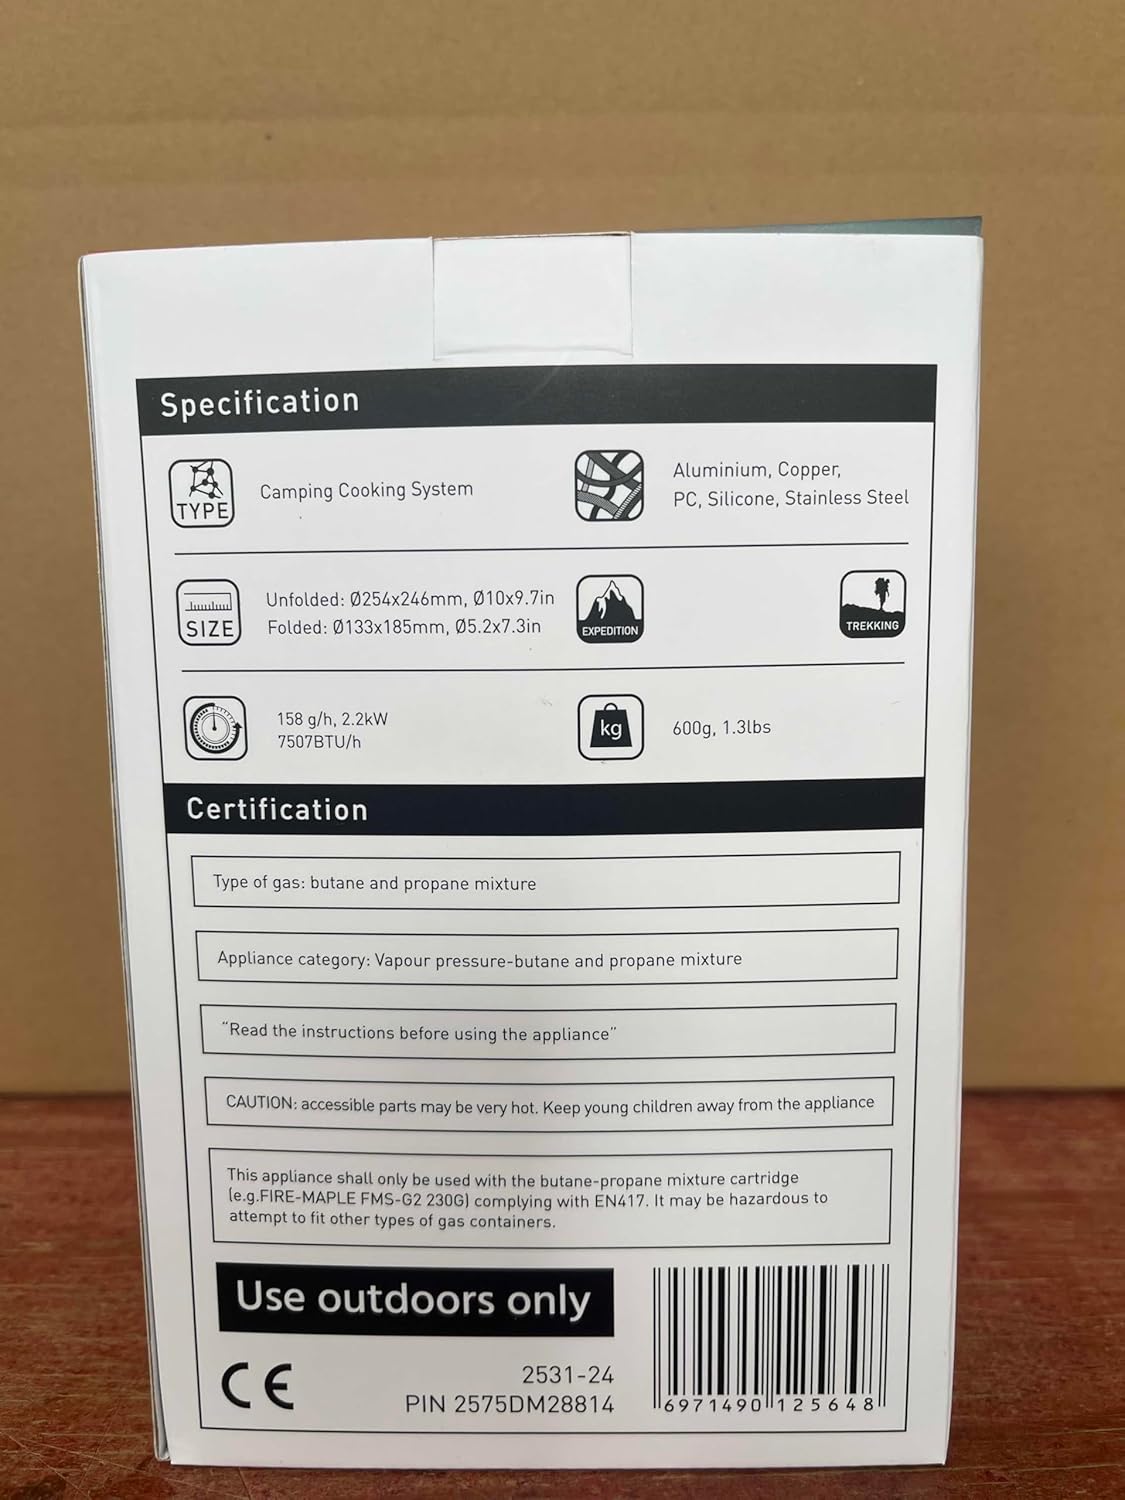 Specification
TYPE
Camping Cooking System
Aluminium, Copper,
PC, Silicone, Stainless Steel
SIZE
Unfolded: Ø254x246mm, Ø10x9.7in
Folded: Ø133x185mm, Ø5.2x7.3in
EXPEDITION
TREKKING
158 g/h, 2.2kW
7507BTU/h
kg
600g, 1.3lbs
Certification
Type of gas: butane and propane mixture
Appliance category: Vapour pressure-butane and propane mixture
"Read the instructions before using the appliance"
CAUTION: accessible parts may be very hot. Keep young children away from the appliance
This appliance shall only be used with the butane-propane mixture cartridge
(e.g.FIRE-MAPLE FMS-G2 230G) complying with EN417. It may be hazardous to
attempt to fit other types of gas containers.
Use outdoors only
CE
2531-24
PIN 2575DM28814
6971490125648